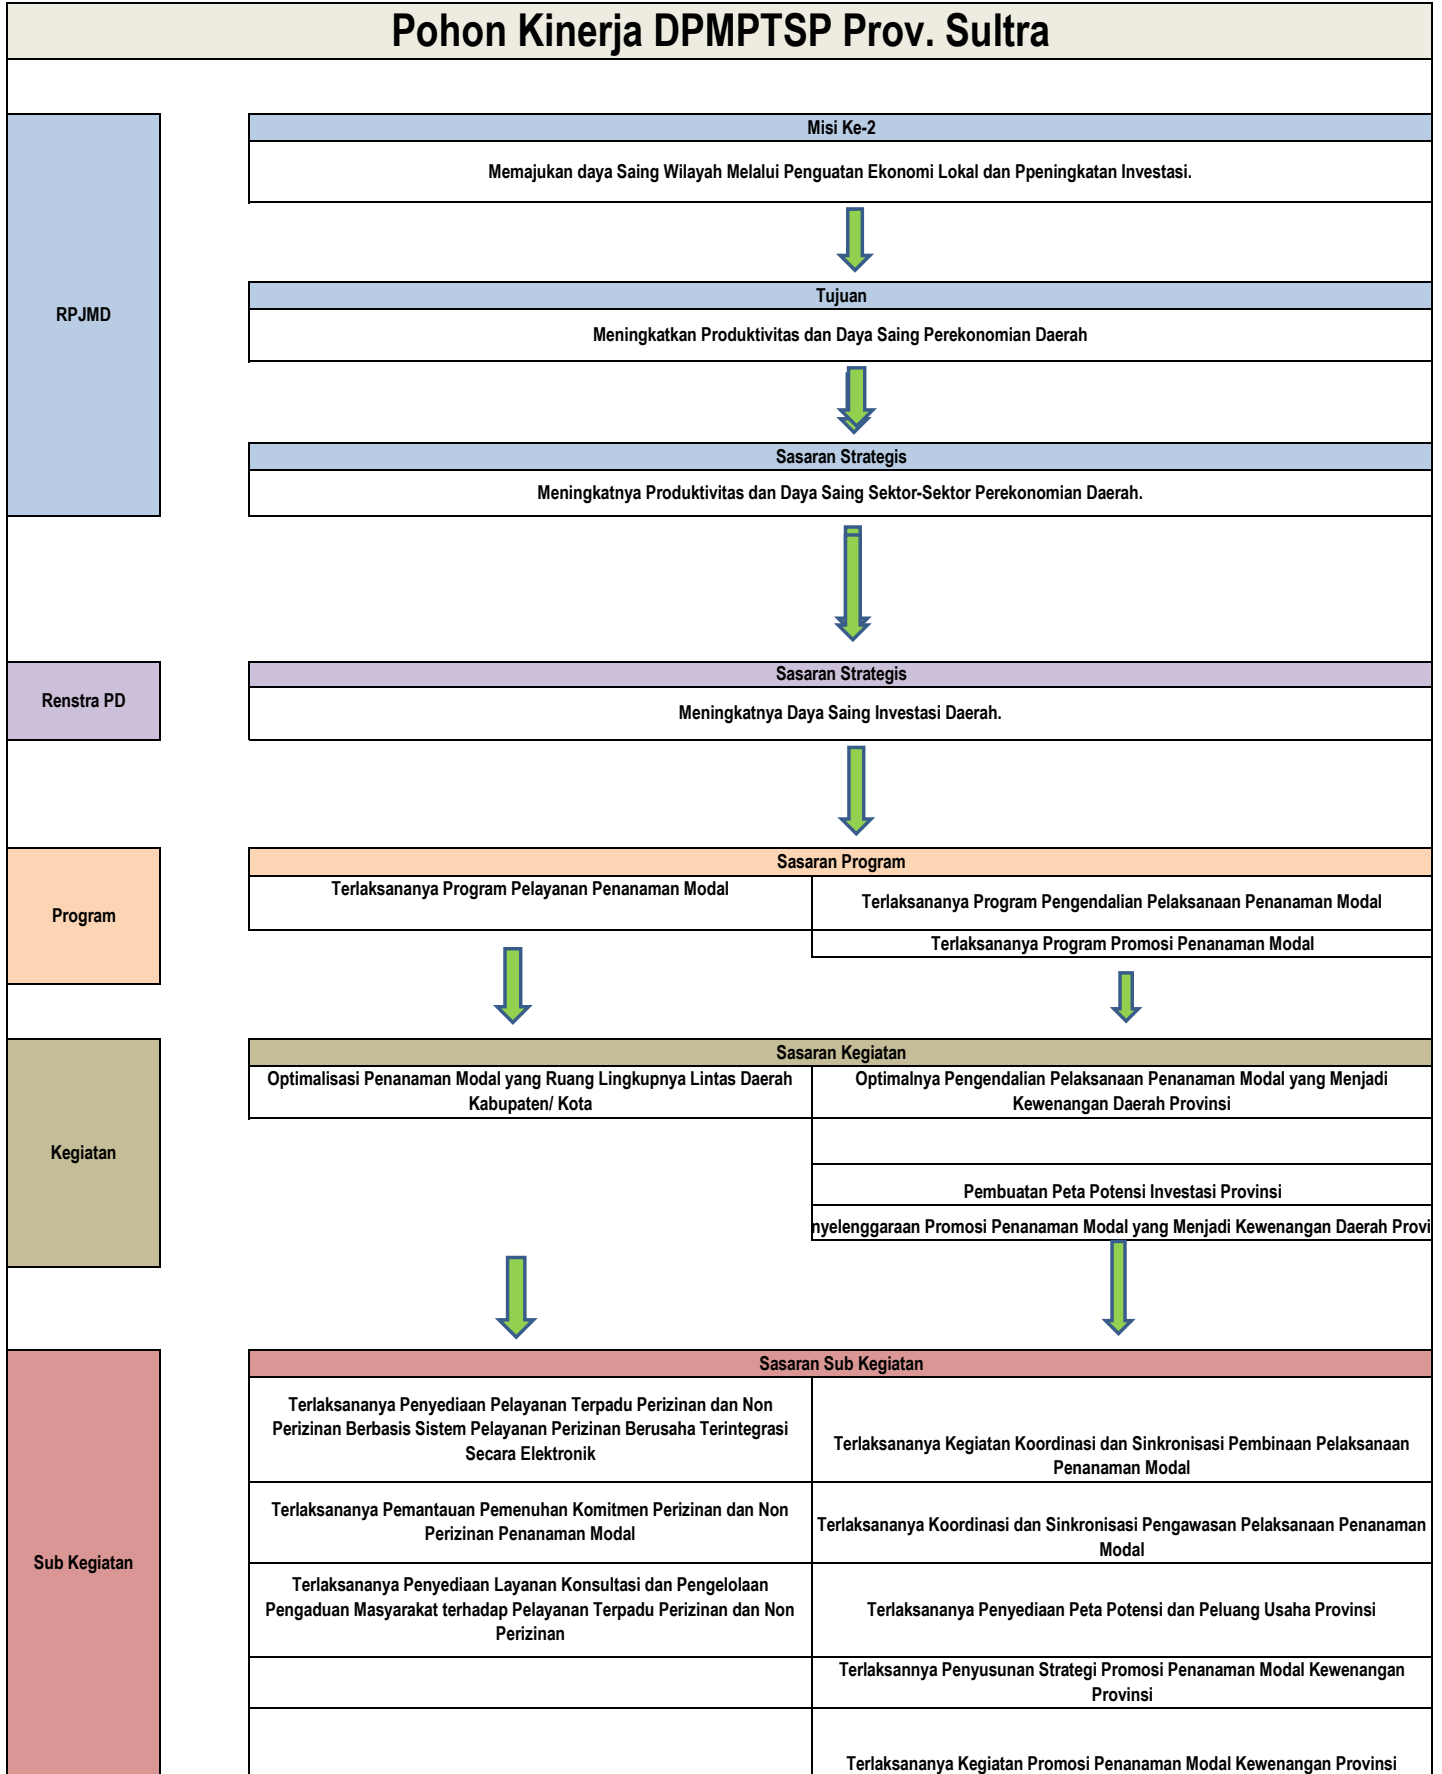 Pohon Kinerja DPMPTSP Prov. Sultra
RPJMD
Misi Ke-2
Memajukan daya Saing Wilayah Melalui Penguatan Ekonomi Lokal dan Ppeningkatan Investasi.
Tujuan
Meningkatkan Produktivitas dan Daya Saing Perekonomian Daerah
Sasaran Strategis
Meningkatnya Produktivitas dan Daya Saing Sektor-Sektor Perekonomian Daerah.
Renstra PD
Sasaran Strategis
Meningkatnya Daya Saing Investasi Daerah.
Program
Sasaran Program
Terlaksananya Program Pelayanan Penanaman Modal
Terlaksananya Program Pengendalian Pelaksanaan Penanaman Modal
Terlaksananya Program Promosi Penanaman Modal
Kegiatan
Sasaran Kegiatan
Optimalisasi Penanaman Modal yang Ruang Lingkupnya Lintas Daerah
Kabupaten/ Kota
Optimalnya Pengendalian Pelaksanaan Penanaman Modal yang Menjadi
Kewenangan Daerah Provinsi
Pembuatan Peta Potensi Investasi Provinsi
nyelenggaraan Promosi Penanaman Modal yang Menjadi Kewenangan Daerah Provi
Sub Kegiatan
Sasaran Sub Kegiatan
Terlaksananya Penyediaan Pelayanan Terpadu Perizinan dan Non
Perizinan Berbasis Sistem Pelayanan Perizinan Berusaha Terintegrasi
Secara Elektronik
Terlaksananya Kegiatan Koordinasi dan Sinkronisasi Pembinaan Pelaksanaan
Penanaman Modal
Terlaksananya Pemantauan Pemenuhan Komitmen Perizinan dan Non
Perizinan Penanaman Modal
Terlaksananya Koordinasi dan Sinkronisasi Pengawasan Pelaksanaan Penanaman
Modal
Terlaksananya Penyediaan Layanan Konsultasi dan Pengelolaan
Pengaduan Masyarakat terhadap Pelayanan Terpadu Perizinan dan Non
Perizinan
Terlaksananya Penyediaan Peta Potensi dan Peluang Usaha Provinsi
Terlaksannya Penyusunan Strategi Promosi Penanaman Modal Kewenangan
Provinsi
Terlaksananya Kegiatan Promosi Penanaman Modal Kewenangan Provinsi